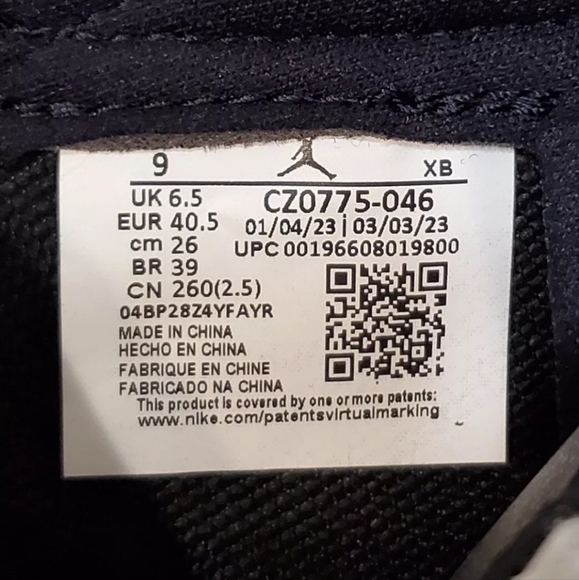 9 XB
UK 6.5
EUR 40.5
cm 26
BR 39
CN 260(2.5)
04BP28Z4YFAYR
CZ0775-046
01/04/23 | 03/03/23
UPC 00196608019800
MADE IN CHINA
HECHO EN CHINA
FABRIQUE EN CHINE
FABRICADO NA CHINA
This product is covered by one or more patents:
www.nike.com/patentsvirtualmarking